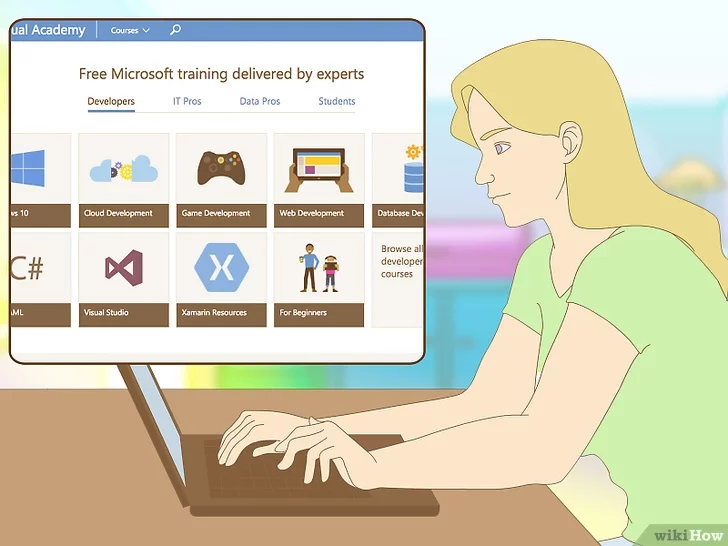 ual Academy
Courses
Free Microsoft training delivered by experts
Developers
IT Pros
Data Pros
Students
ws 10
Cloud Development
Game Development
Web Development
Database Dev
C#
AML
Visual Studio
X
Xamarin Resources
For Beginners
Browse all
developer
courses
wikiHow